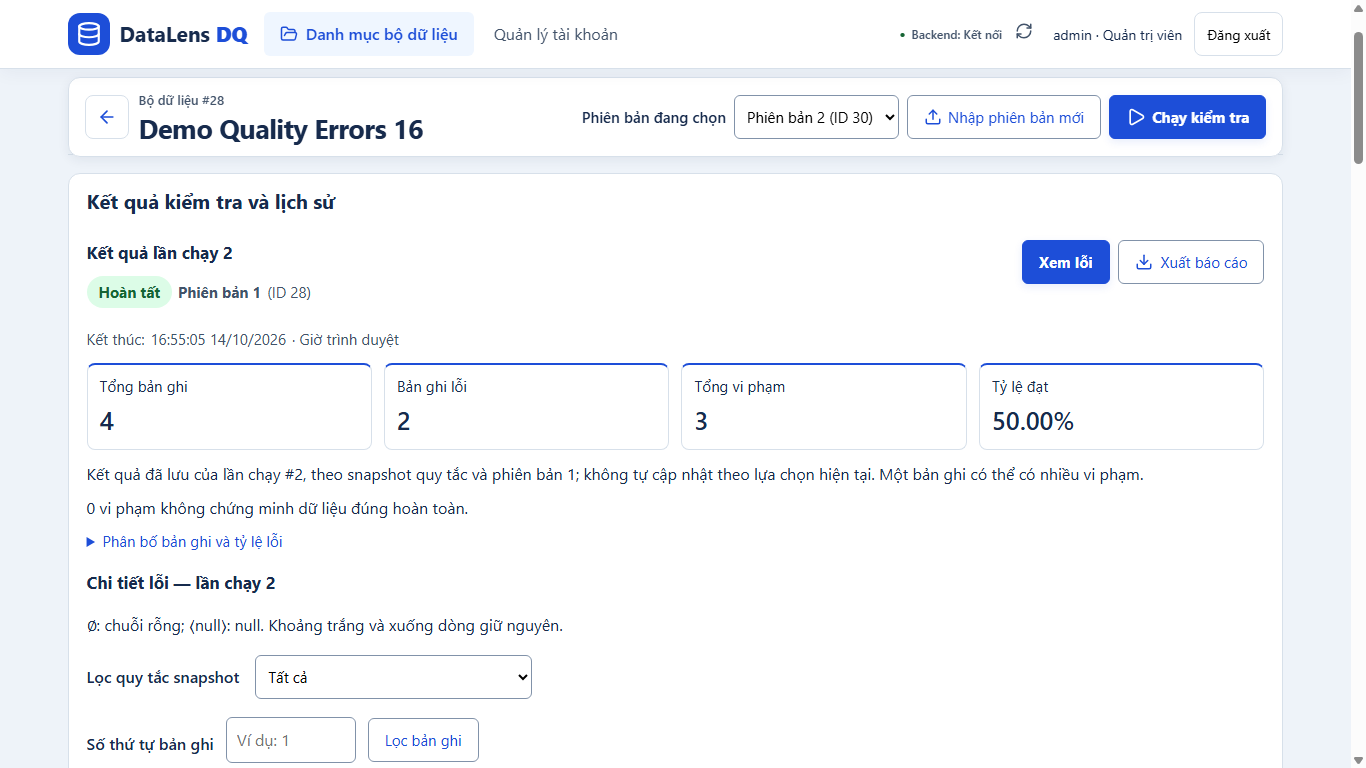 DataLens DQ
Danh mục bộ dữ liệu
Quản lý tài khoản
• Backend: Kết nối
admin · Quản trị viên
Đăng xuất
Bộ dữ liệu #28
Demo Quality Errors 16
Phiên bản đang chọn
Phiên bản 2 (ID 30)
Nhập phiên bản mới
Chạy kiểm tra
Kết quả kiểm tra và lịch sử
Kết quả lần chạy 2
Xem lỗi
Xuất báo cáo
Hoàn tất Phiên bản 1 (ID 28)
Kết thúc: 16:55:05 14/10/2026 · Giờ trình duyệt
Tổng bản ghi
4
Bản ghi lỗi
2
Tổng vi phạm
3
Tỷ lệ đạt
50.00%
Kết quả đã lưu của lần chạy #2, theo snapshot quy tắc và phiên bản 1; không tự cập nhật theo lựa chọn hiện tại. Một bản ghi có thể có nhiều vi phạm.
0 vi phạm không chứng minh dữ liệu đúng hoàn toàn.
Phân bố bản ghi và tỷ lệ lỗi
Chi tiết lỗi — lần chạy 2
∅: chuỗi rỗng; ⟨null⟩: null. Khoảng trắng và xuống dòng giữ nguyên.
Lọc quy tắc snapshot
Tất cả
Số thứ tự bản ghi
Ví dụ: 1
Lọc bản ghi